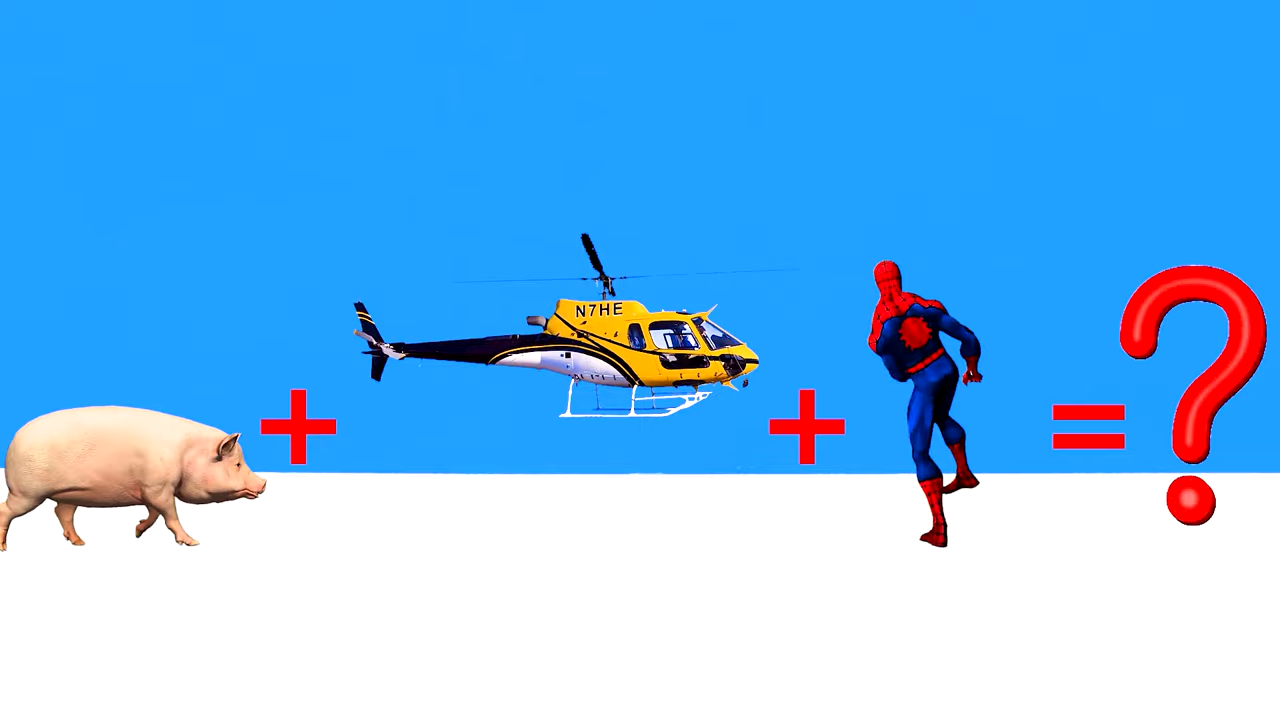 N7HE
+ + = ?